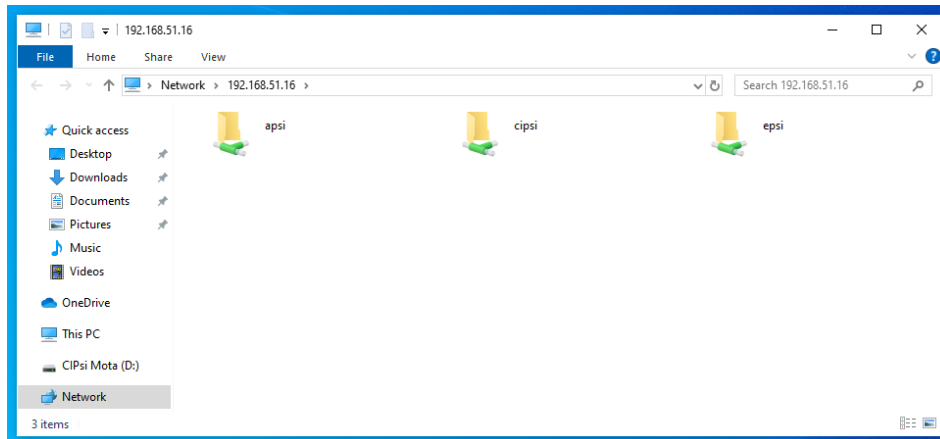 192.168.51.16
File Home Share View
Network > 192.168.51.16 >
Search 192.168.51.16
Quick access
Desktop
Downloads
Documents
Pictures
Music
Videos
OneDrive
This PC
CIPsi Mota (D:)
Network
apsi cipsi epsi
3 items